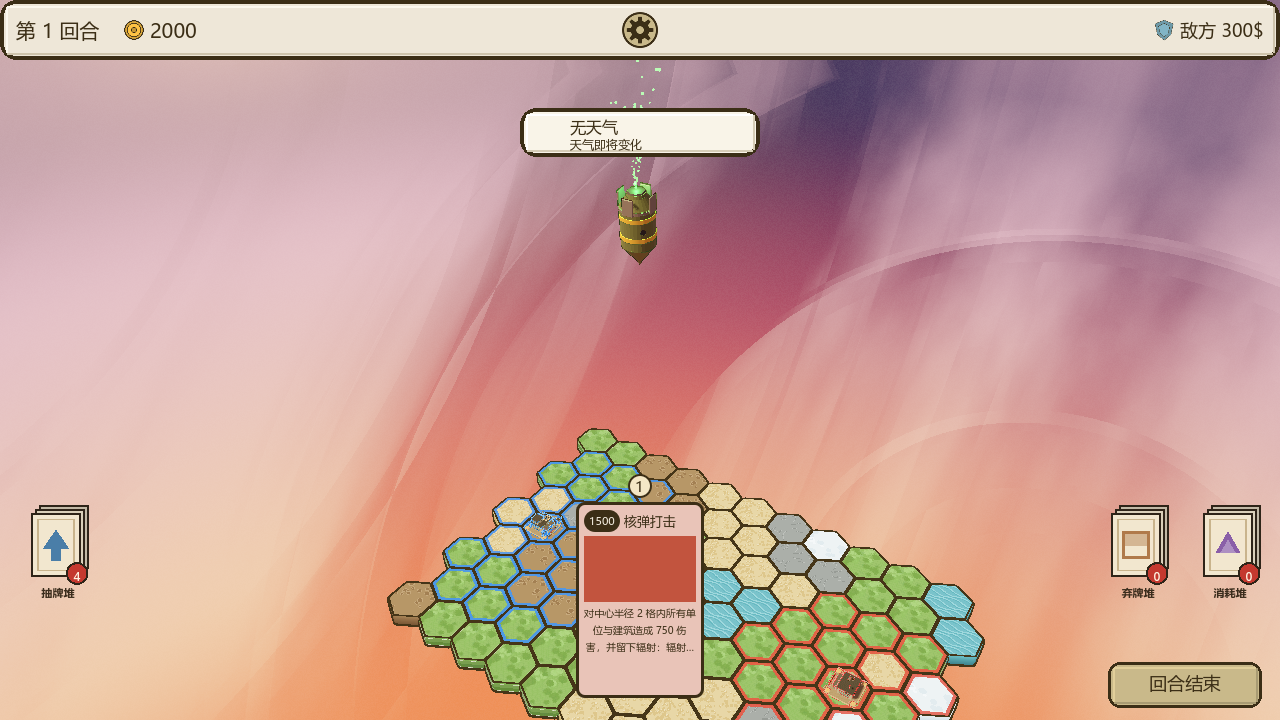 第 1 回合
2000
敌方 300$
无天气
天气即将变化
1
1500 核弹打击
对中心半径 2 格内所有单
位与建筑造成 750 伤
害，并留下辐射：辐射...
4
抽牌堆
0
弃牌堆
0
消耗堆
回合结束